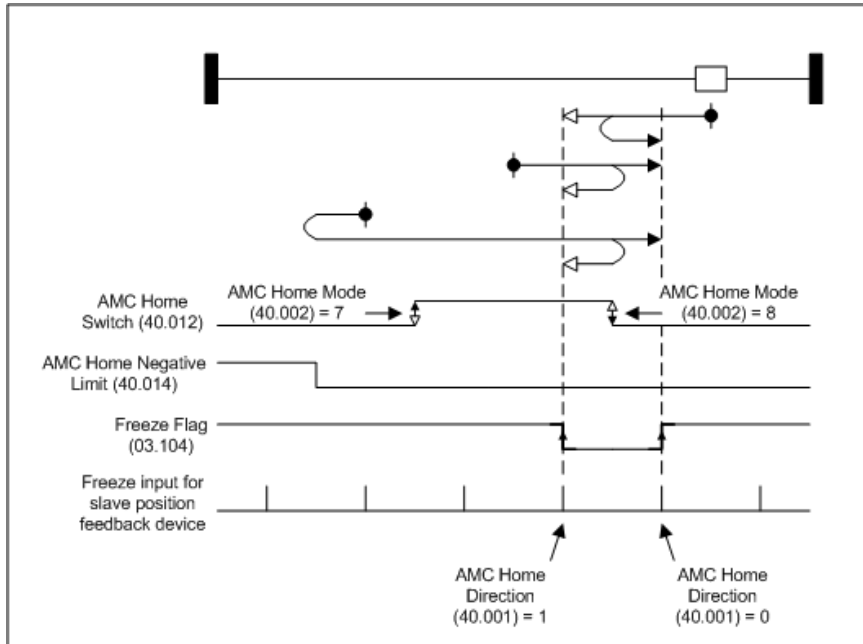 AMC Home
Switch (40.012)
AMC Home Mode
(40.002) = 7
AMC Home Mode
(40.002) = 8
AMC Home Negative
Limit (40.014)
Freeze Flag
(03.104)
Freeze input for
slave position
feedback device
AMC Home
Direction
(40.001) = 1
AMC Home
Direction
(40.001) = 0